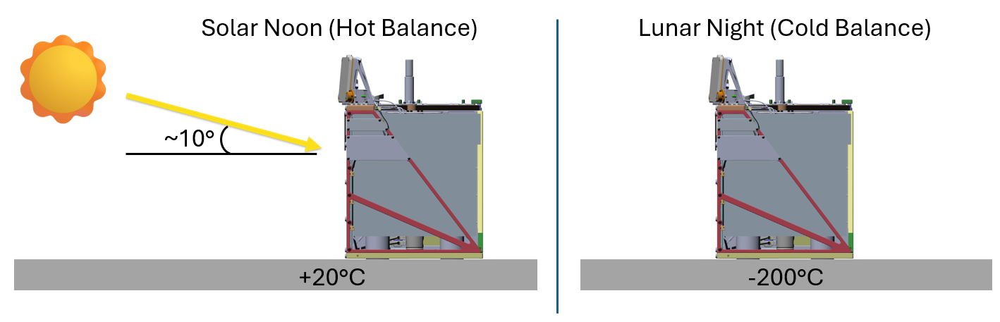 Solar Noon (Hot Balance)
Lunar Night (Cold Balance)
~10°
+20°C
-200°C